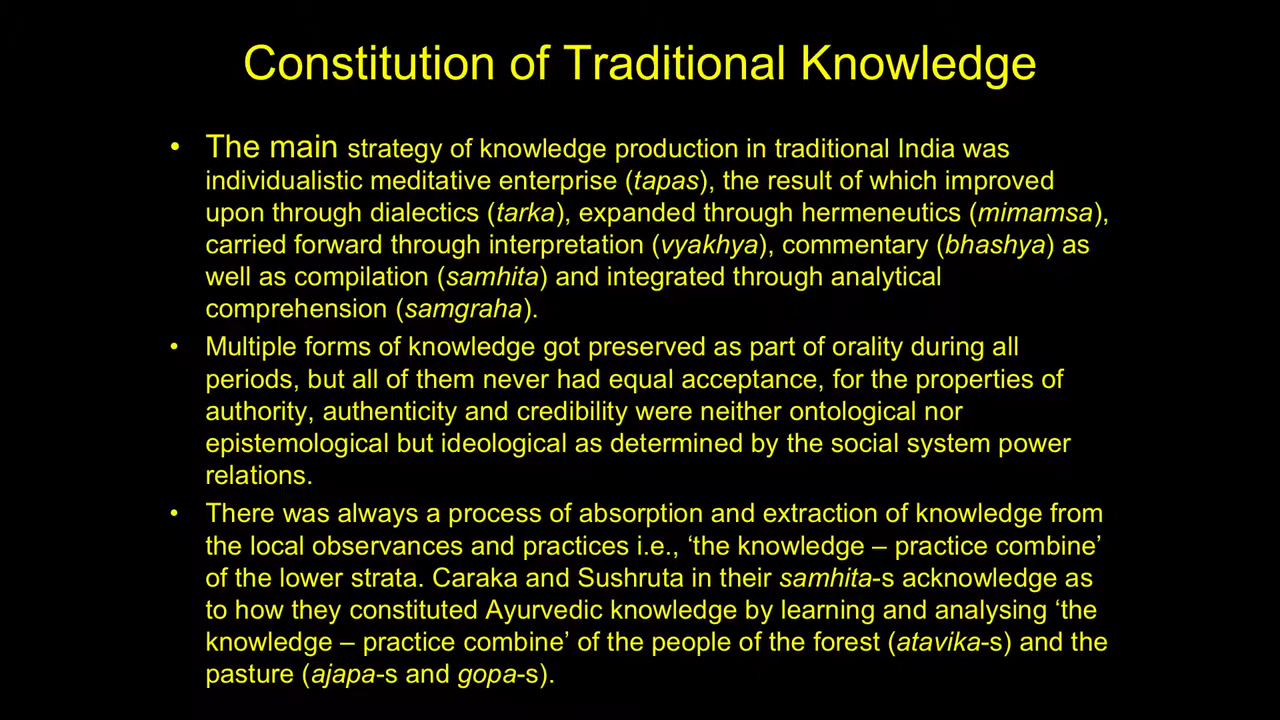 Constitution of Traditional Knowledge
• The main strategy of knowledge production in traditional India was
individualistic meditative enterprise (tapas), the result of which improved
upon through dialectics (tarka), expanded through hermeneutics (mimamsa),
carried forward through interpretation (vyakhya), commentary (bhashya) as
well as compilation (samhita) and integrated through analytical
comprehension (samgraha).
• Multiple forms of knowledge got preserved as part of orality during all
periods, but all of them never had equal acceptance, for the properties of
authority, authenticity and credibility were neither ontological nor
epistemological but ideological as determined by the social system power
relations.
• There was always a process of absorption and extraction of knowledge from
the local observances and practices i.e., ‘the knowledge – practice combine’
of the lower strata. Caraka and Sushruta in their samhita-s acknowledge as
to how they constituted Ayurvedic knowledge by learning and analysing ‘the
knowledge – practice combine’ of the people of the forest (atavika-s) and the
pasture (ajapa-s and gopa-s).